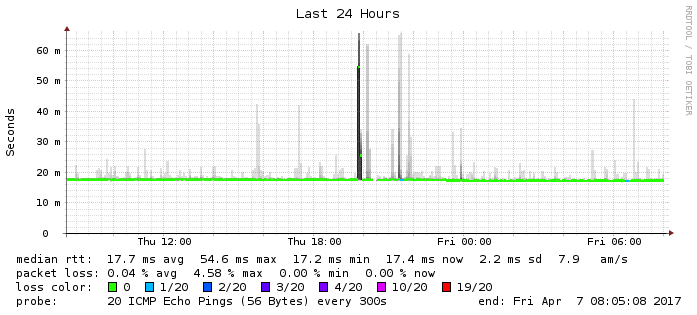 Last 24 Hours
RRDTOOL / TOBI OETIKER
Seconds
60 m
50 m
40 m
30 m
20 m
10 m
0
Thu 12:00 Thu 18:00 Fri 00:00 Fri 06:00
median rtt: 17.7 ms avg 54.6 ms max 17.2 ms min 17.4 ms now 2.2 ms sd 7.9 am/s
packet loss: 0.04 % avg 4.58 % max 0.00 % min 0.00 % now
loss color: 0 1/20 2/20 3/20 4/20 10/20 19/20
probe: 20 ICMP Echo Pings (56 Bytes) every 300s end: Fri Apr 7 08:05:08 2017